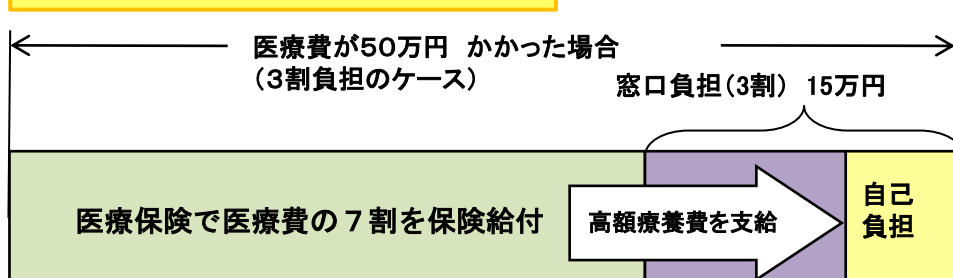 医療費が５０万円 かかった場合
（３割負担のケース）
窓口負担（3割） 15万円
医療保険で医療費の７割を保険給付
高額療養費を支給
自己
負担